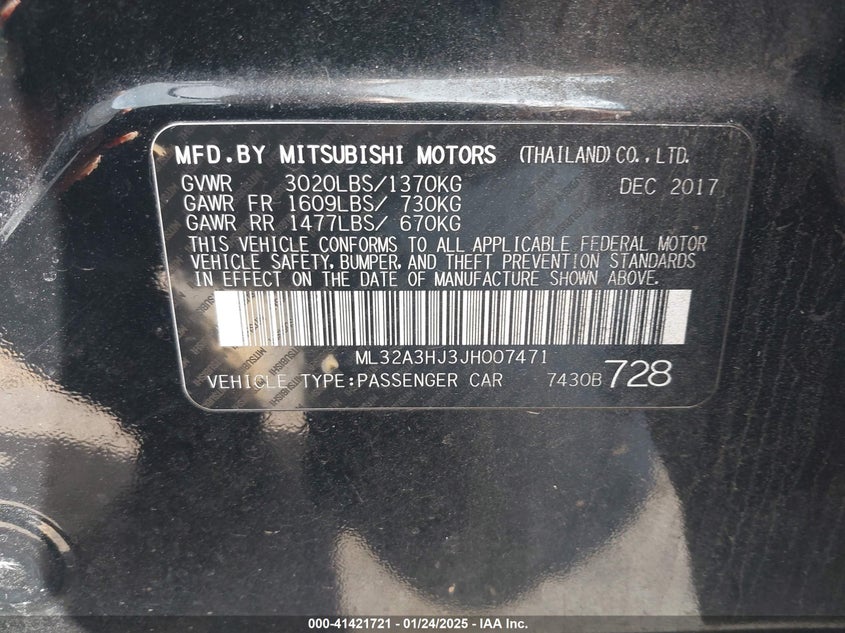 MFD.BY MITSUBISHI MOTORS (THAILAND)CO.,LTD.
GVWR 3020LBS/1370KG DEC 2017
GAWR FR 1609LBS/ 730KG
GAWR RR 1477LBS/ 670KG
THIS VEHICLE CONFORMS TO ALL APPLICABLE FEDERAL MOTOR
VEHICLE SAFETY, BUMPER, AND THEFT PREVENTION STANDARDS
IN EFFECT ON THE DATE OF MANUFACTURE SHOWN ABOVE.
ML32A3HJ3JH007471
VEHICLE TYPE:PASSENGER CAR 7430B 728
000-41421721 - 01/24/2025 - IAA Inc.